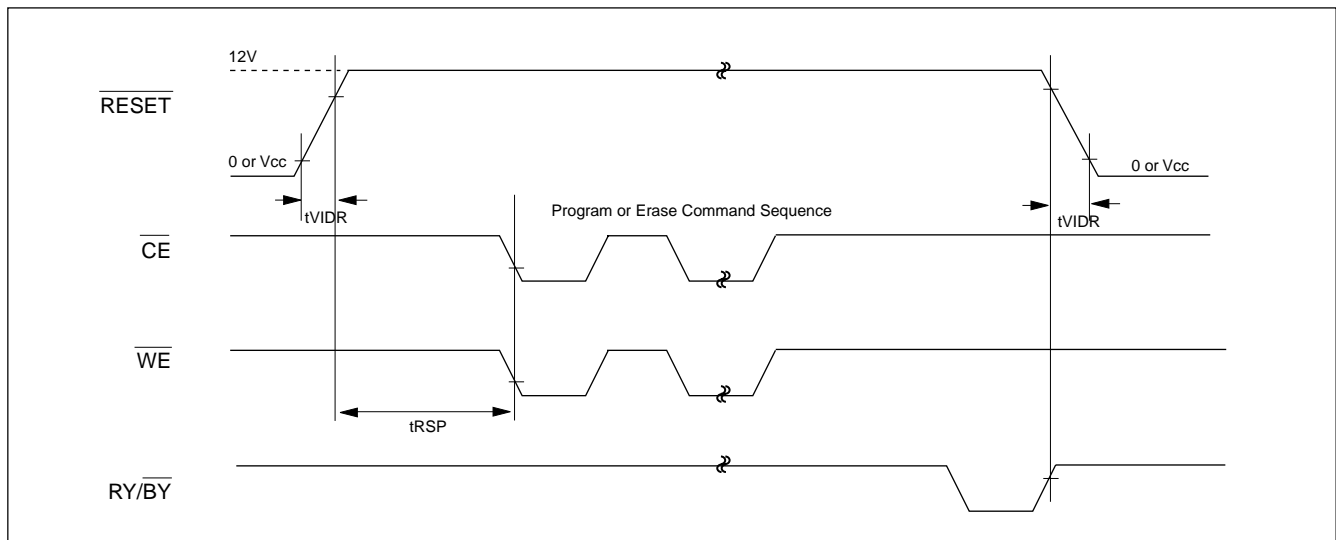 12V
RESET
0 or Vcc
0 or Vcc
tVIDR
Program or Erase Command Sequence
tVIDR
CE
WE
tRSP
RY/BY